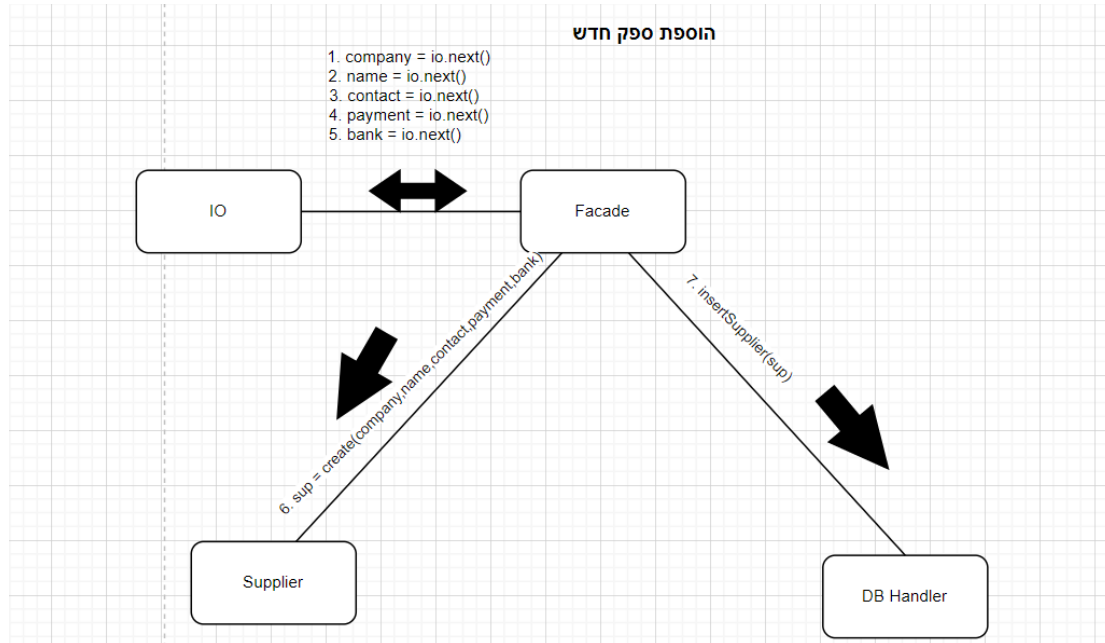 הוספת ספק חדש
1. company = io.next()
2. name = io.next()
3. contact = io.next()
4. payment = io.next()
5. bank = io.next()
IO
Facade
6. sup = create(company,name,contact,payment,bank)
7. insertSupplier(sup)
Supplier
DB Handler